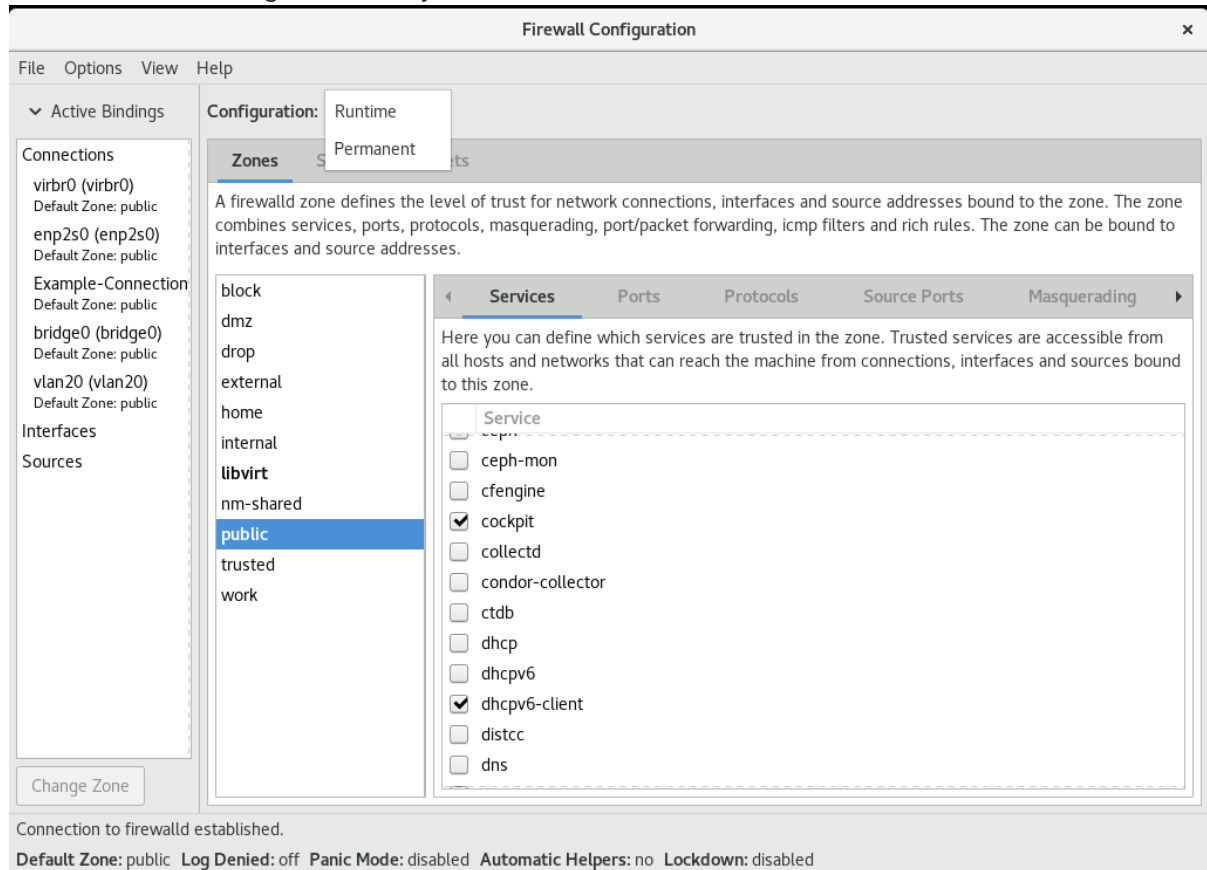 Firewall Configuration ×
File Options View Help
Active Bindings
Configuration: Runtime
Permanent
Connections
virbr0 (virbr0)
Default Zone: public
enp2s0 (enp2s0)
Default Zone: public
Example-Connection
Default Zone: public
bridge0 (bridge0)
Default Zone: public
vlan20 (vlan20)
Default Zone: public
Interfaces
Sources
Change Zone
Zones S ets
A firewalld zone defines the level of trust for network connections, interfaces and source addresses bound to the zone. The zone
combines services, ports, protocols, masquerading, port/packet forwarding, icmp filters and rich rules. The zone can be bound to
interfaces and source addresses.
block
dmz
drop
external
home
internal
libvirt
nm-shared
public
trusted
work
Services Ports Protocols Source Ports Masquerading
Here you can define which services are trusted in the zone. Trusted services are accessible from
all hosts and networks that can reach the machine from connections, interfaces and sources bound
to this zone.
Service
ceph-mon
cfengine
cockpit
collectd
condor-collector
ctdb
dhcp
dhcpv6
dhcpv6-client
distcc
dns
Connection to firewalld established.
Default Zone: public Log Denied: off Panic Mode: disabled Automatic Helpers: no Lockdown: disabled